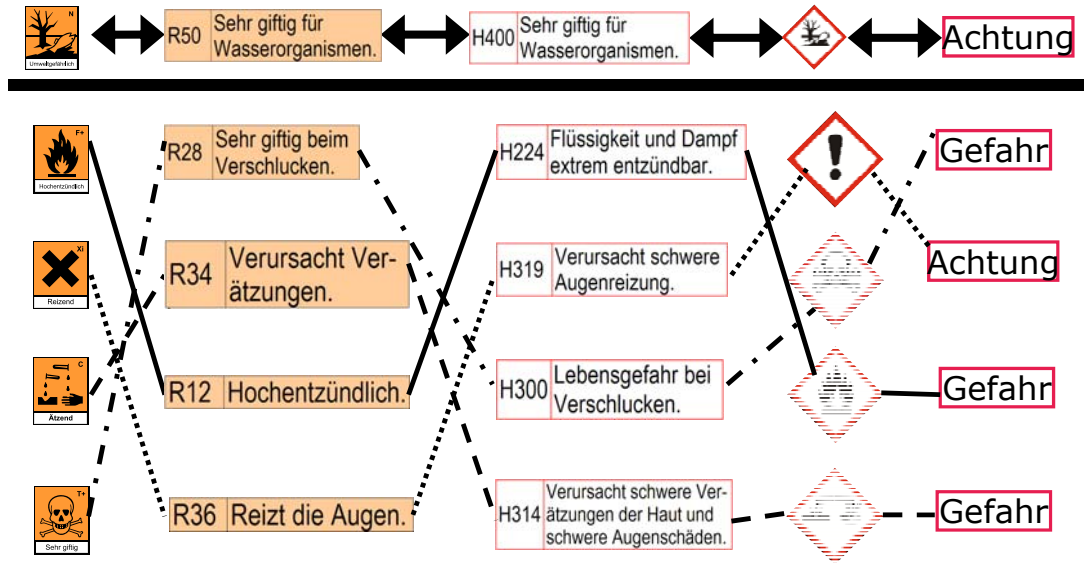 N
Umweltgefährlich
R50
Sehr giftig für
Wasserorganismen.
H400
Sehr giftig für
Wasserorganismen.
Achtung
F+
Hochentzündlich
R28
Sehr giftig beim
Verschlucken.
H224
Flüssigkeit und Dampf
extrem entzündbar.
Gefahr
Xi
Reizend
R34
Verursacht Ver-
ätzungen.
H319
Verursacht schwere
Augenreizung.
Achtung
C
Ätzend
R12
Hochentzündlich.
H300
Lebensgefahr bei
Verschlucken.
Gefahr
T+
Sehr giftig
R36
Reizt die Augen.
H314
Verursacht schwere Ver-
ätzungen der Haut und
schwere Augenschäden.
Gefahr